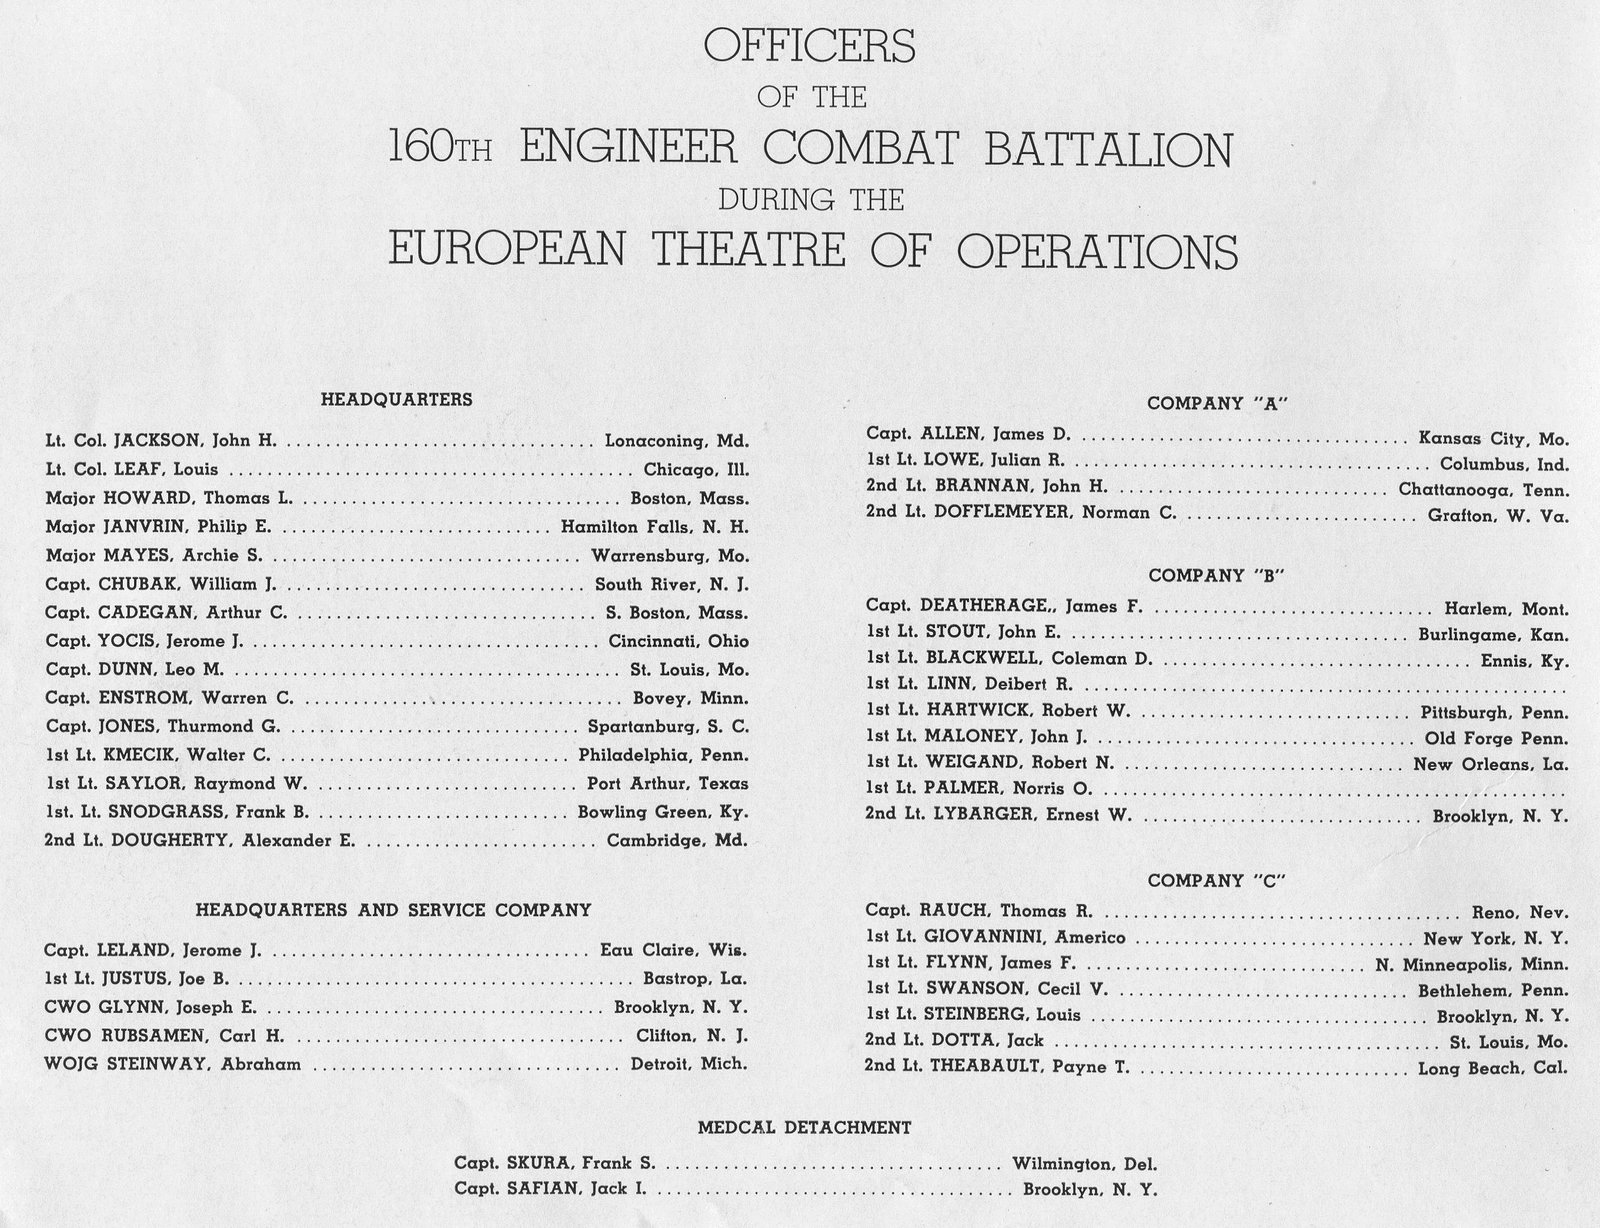 OFFICERS
OF THE
160TH ENGINEER COMBAT BATTALION
DURING THE
EUROPEAN THEATRE OF OPERATIONS
HEADQUARTERS
Lt. Col. JACKSON, John H. ................................ Lonaconing, Md.
Lt. Col. LEAF, Louis .......................................... Chicago, Ill.
Major HOWARD, Thomas L. ................................. Boston, Mass.
Major JANVRIN, Philip E. ............................ Hamilton Falls, N. H.
Major MAYES, Archie S. ................................ Warrensburg, Mo.
Capt. CHUBAK, William J. ............................... South River, N. J.
Capt. CADEGAN, Arthur C. ............................... S. Boston, Mass.
Capt. YOCIS, Jerome J. .................................... Cincinnati, Ohio
Capt. DUNN, Leo M. ........................................ St. Louis, Mo.
Capt. ENSTROM, Warren C. ................................. Bovey, Minn.
Capt. JONES, Thurmond G. .............................. Spartanburg, S. C.
1st Lt. KMECIK, Walter C. ............................... Philadelphia, Penn.
1st Lt. SAYLOR, Raymond W. ............................ Port Arthur, Texas
1st. Lt. SNODGRASS, Frank B. .......................... Bowling Green, Ky.
2nd Lt. DOUGHERTY, Alexander E. ........................ Cambridge, Md.
HEADQUARTERS AND SERVICE COMPANY
Capt. LELAND, Jerome J. ................................. Eau Claire, Wis.
1st Lt. JUSTUS, Joe B. .......................................... Bastrop, La.
CWO GLYNN, Joseph E. ................................... Brooklyn, N. Y.
CWO RUBSAMEN, Carl H. ................................... Clifton, N. J.
WOJG STEINWAY, Abraham ................................ Detroit, Mich.
COMPANY "A"
Capt. ALLEN, James D. .................................. Kansas City, Mo.
1st Lt. LOWE, Julian R. ..................................... Columbus, Ind.
2nd Lt. BRANNAN, John H. ............................ Chattanooga, Tenn.
2nd Lt. DOFFLEMEYER, Norman C. ........................ Grafton, W. Va.
COMPANY "B"
Capt. DEATHERAGE,, James F. ............................. Harlem, Mont.
1st Lt. STOUT, John E. ................................... Burlingame, Kan.
1st Lt. BLACKWELL, Coleman D. ................................ Ennis, Ky.
1st Lt. LINN, Deibert R. ..................................................
1st Lt. HARTWICK, Robert W. ............................ Pittsburgh, Penn.
1st Lt. MALONEY, John J. ................................. Old Forge Penn.
1st Lt. WEIGAND, Robert N. ............................. New Orleans, La.
1st Lt. PALMER, Norris O. ................................................
2nd Lt. LYBARGER, Ernest W. ............................. Brooklyn, N. Y.
COMPANY "C"
Capt. RAUCH, Thomas R. ..................................... Reno, Nev.
1st Lt. GIOVANNINI, Americo ............................. New York, N. Y.
1st Lt. FLYNN, James F. ............................. N. Minneapolis, Minn.
1st Lt. SWANSON, Cecil V. .............................. Bethlehem, Penn.
1st Lt. STEINBERG, Louis ................................... Brooklyn, N. Y.
2nd Lt. DOTTA, Jack ........................................ St. Louis, Mo.
2nd Lt. THEABAULT, Payne T. ............................ Long Beach, Cal.
MEDCAL DETACHMENT
Capt. SKURA, Frank S. ................................... Wilmington, Del.
Capt. SAFIAN, Jack I. ..................................... Brooklyn, N. Y.